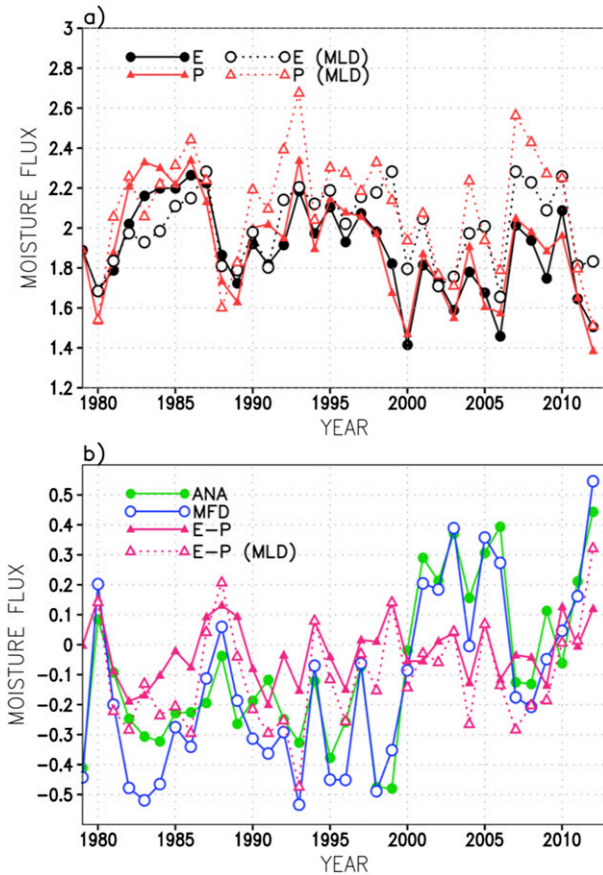 a)
3
2.8
2.6
2.4
2.2
2
1.8
1.6
1.4
1.2
MOISTURE FLUX
E E (MLD)
P P (MLD)
1980 1985 1990 1995 2000 2005 2010
YEAR
b)
0.5
0.4
0.3
0.2
0.1
0
-0.1
-0.2
-0.3
-0.4
-0.5
MOISTURE FLUX
ANA
MFD
E-P
E-P (MLD)
1980 1985 1990 1995 2000 2005 2010
YEAR